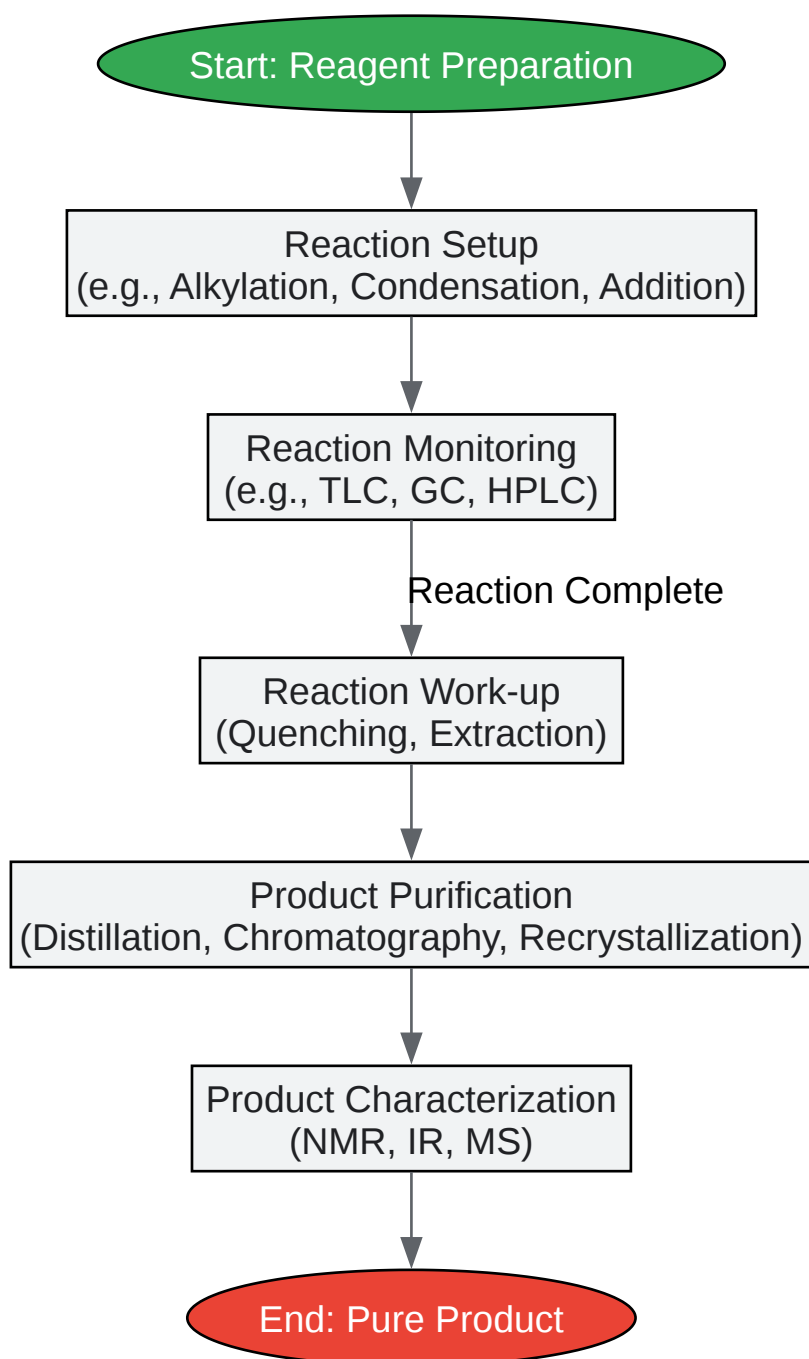 Start: Reagent Preparation
Reaction Setup
(e.g., Alkylation, Condensation, Addition)
Reaction Monitoring
(e.g., TLC, GC, HPLC)
Reaction Complete
Reaction Work-up
(Quenching, Extraction)
Product Purification
(Distillation, Chromatography, Recrystallization)
Product Characterization
(NMR, IR, MS)
End: Pure Product